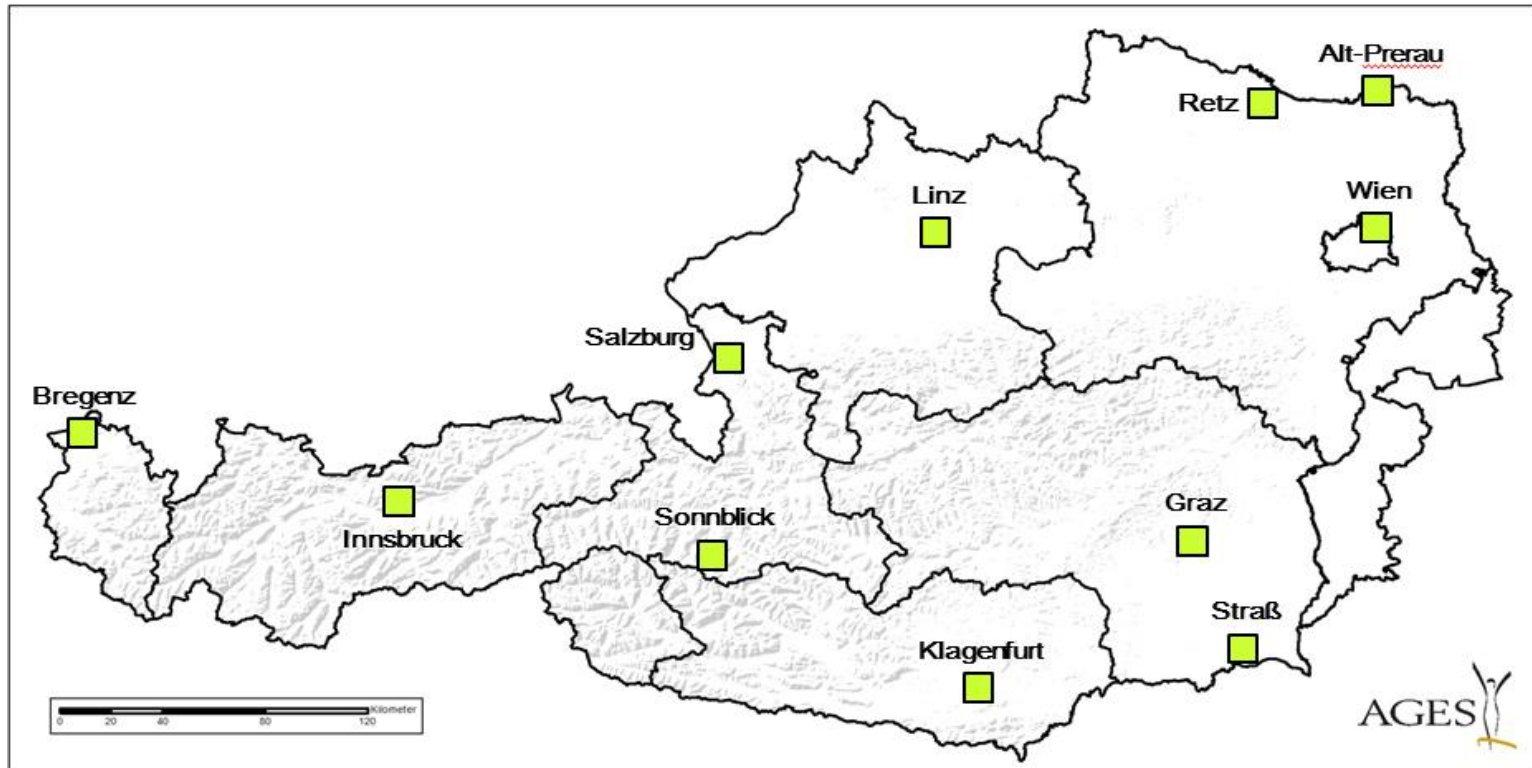 Alt-Prerau
Retz
Linz
Wien
Salzburg
Bregenz
Graz
Sonnblick
Innsbruck
Straß
Klagenfurt
Kilometer
0 20 40 80 120
AGES